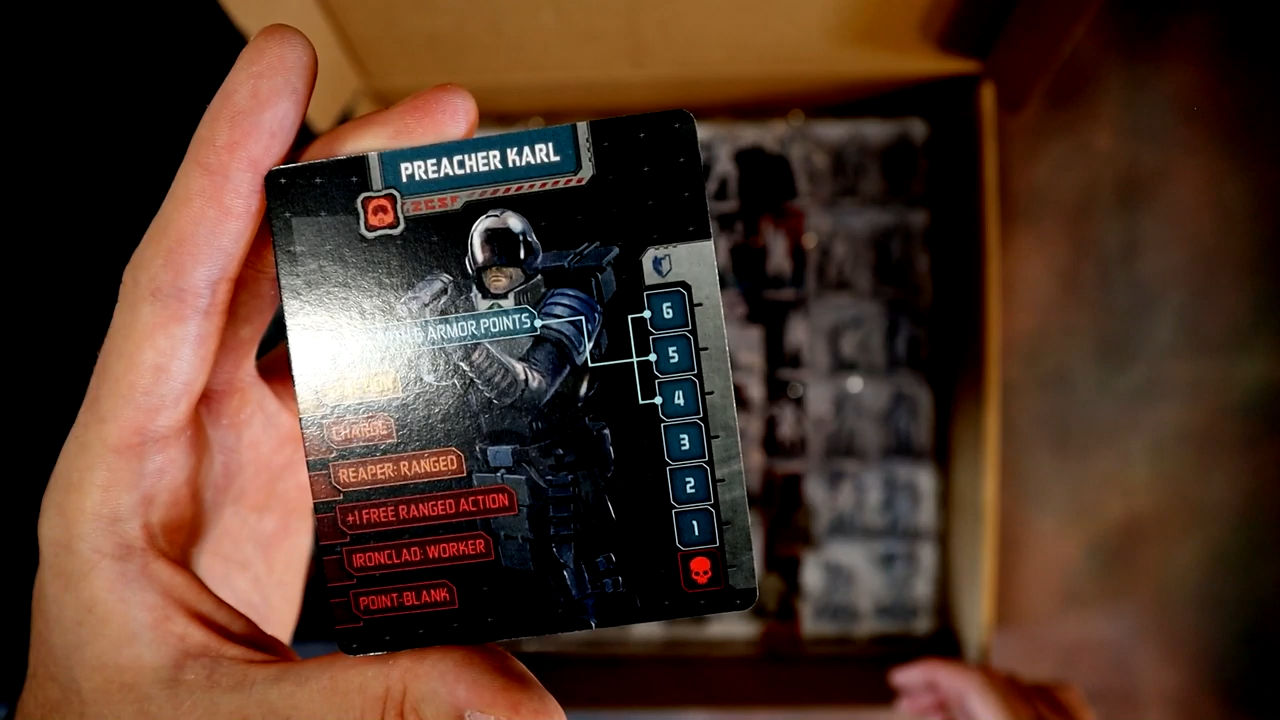 PREACHER KARL
ZCSF
ARMOR POINTS
6
5
4
3
2
1
CHARGE
REAPER: RANGED
+1 FREE RANGED ACTION
IRONCLAD: WORKER
POINT-BLANK